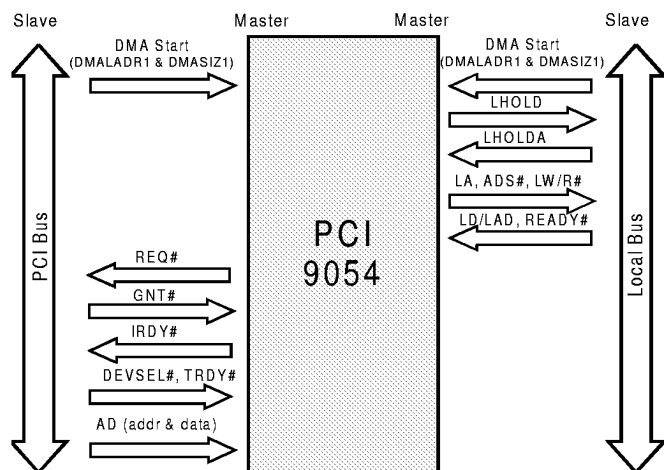 Slave Master Master Slave
DMA Start
(DMALADR1 & DMASIZ1)
DMA Start
(DMALADR1 & DMASIZ1)
LHOLD
LHOLDA
LA, ADS#, LW/R#
LD/LAD, READY#
PCI Bus
PCI
9054
Local Bus
REQ#
GNT#
IRDY#
DEVSEL#, TRDY#
AD (addr & data)